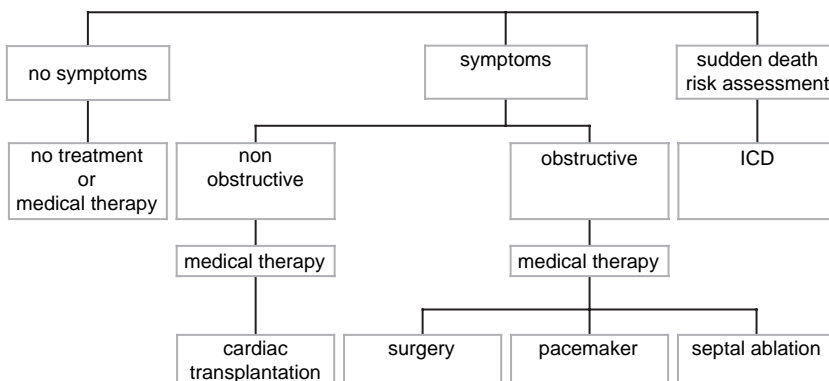 no symptoms
symptoms
sudden death
risk assessment
no treatment
or
medical therapy
non
obstructive
obstructive
ICD
medical therapy
medical therapy
cardiac
transplantation
surgery
pacemaker
septal ablation